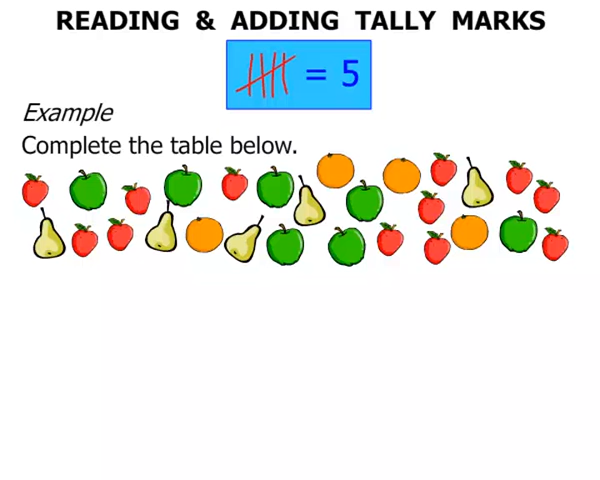 READING & ADDING TALLY MARKS
= 5
Example
Complete the table below.